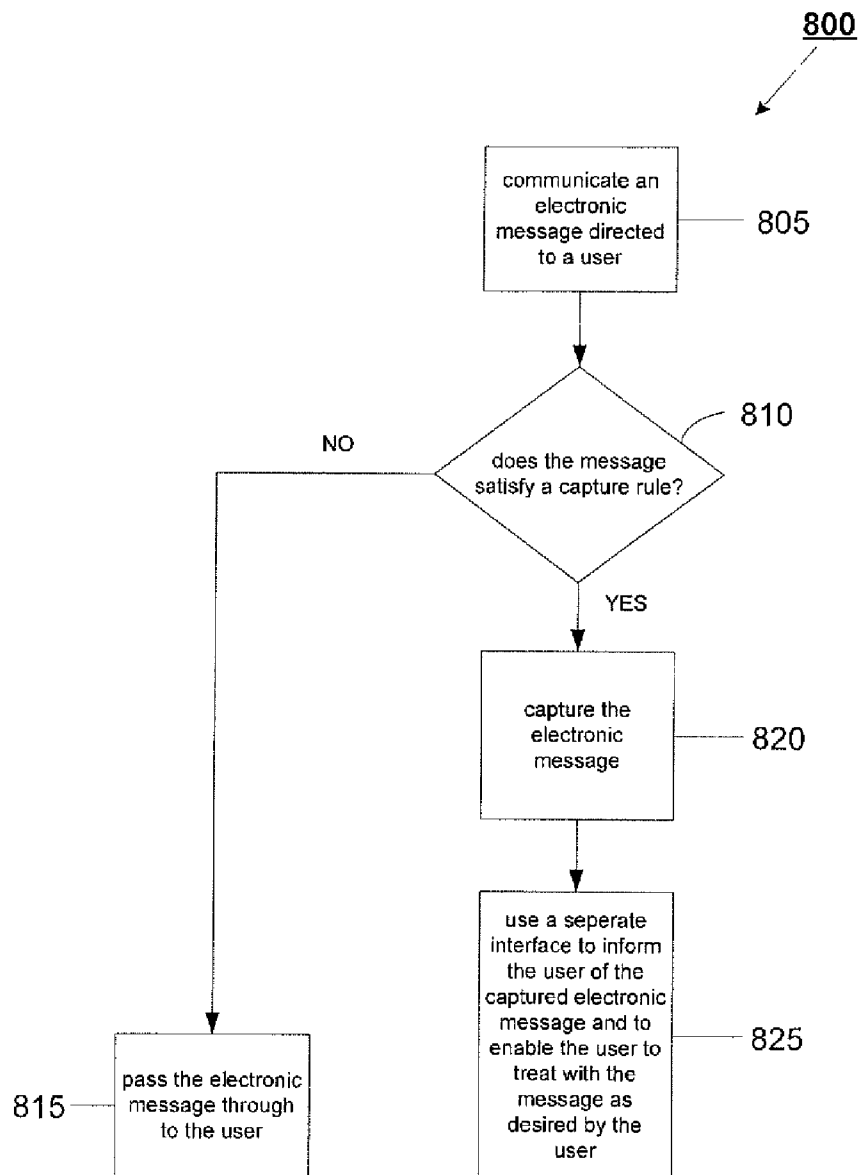 800
communicate an
electronic
message directed
to a user
805
810
NO
does the message
satisfy a capture rule?
YES
capture the
electronic
message
820
use a seperate
interface to inform
the user of the
captured electronic
message and to
enable the user to
treat with the
message as
desired by the
user
825
815
pass the electronic
message through
to the user